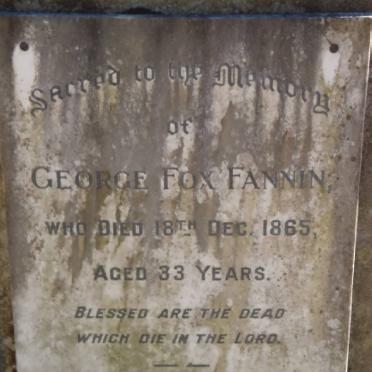 Sacred to the Memory
of
George Fox Fannin,
who Died 18th Dec. 1865,
Aged 33 Years.
Blessed are the dead
which die in the Lord.